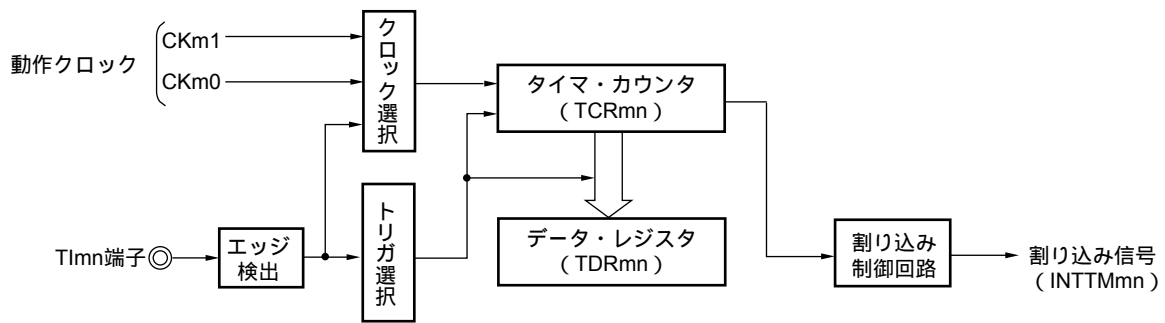 動作クロック
CKm1
CKm0
クロック選択
タイマ・カウンタ
(TCRmn)
トリガ選択
データ・レジスタ
(TDRmn)
TImn端子
エッジ
検出
割り込み
制御回路
割り込み信号
(INTTMmn)